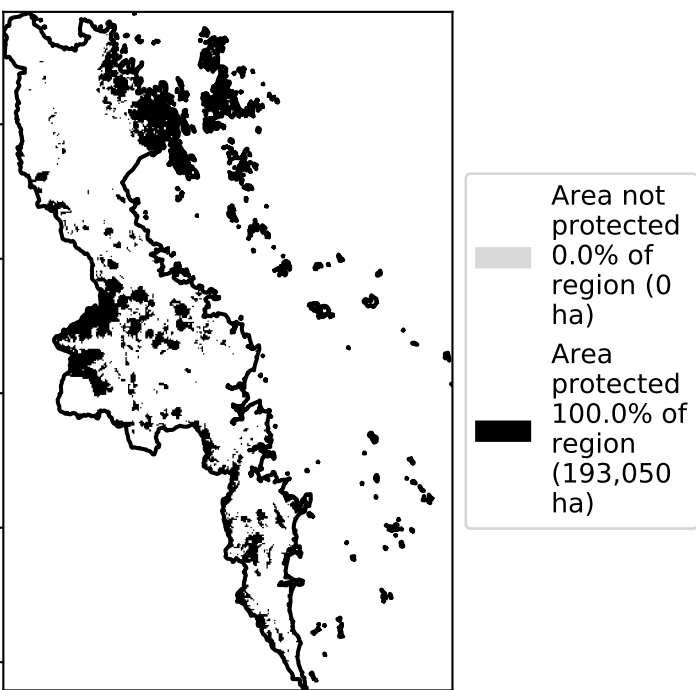 Area not
protected
0.0% of
region (0
ha)
Area
protected
100.0% of
region
(193,050
ha)